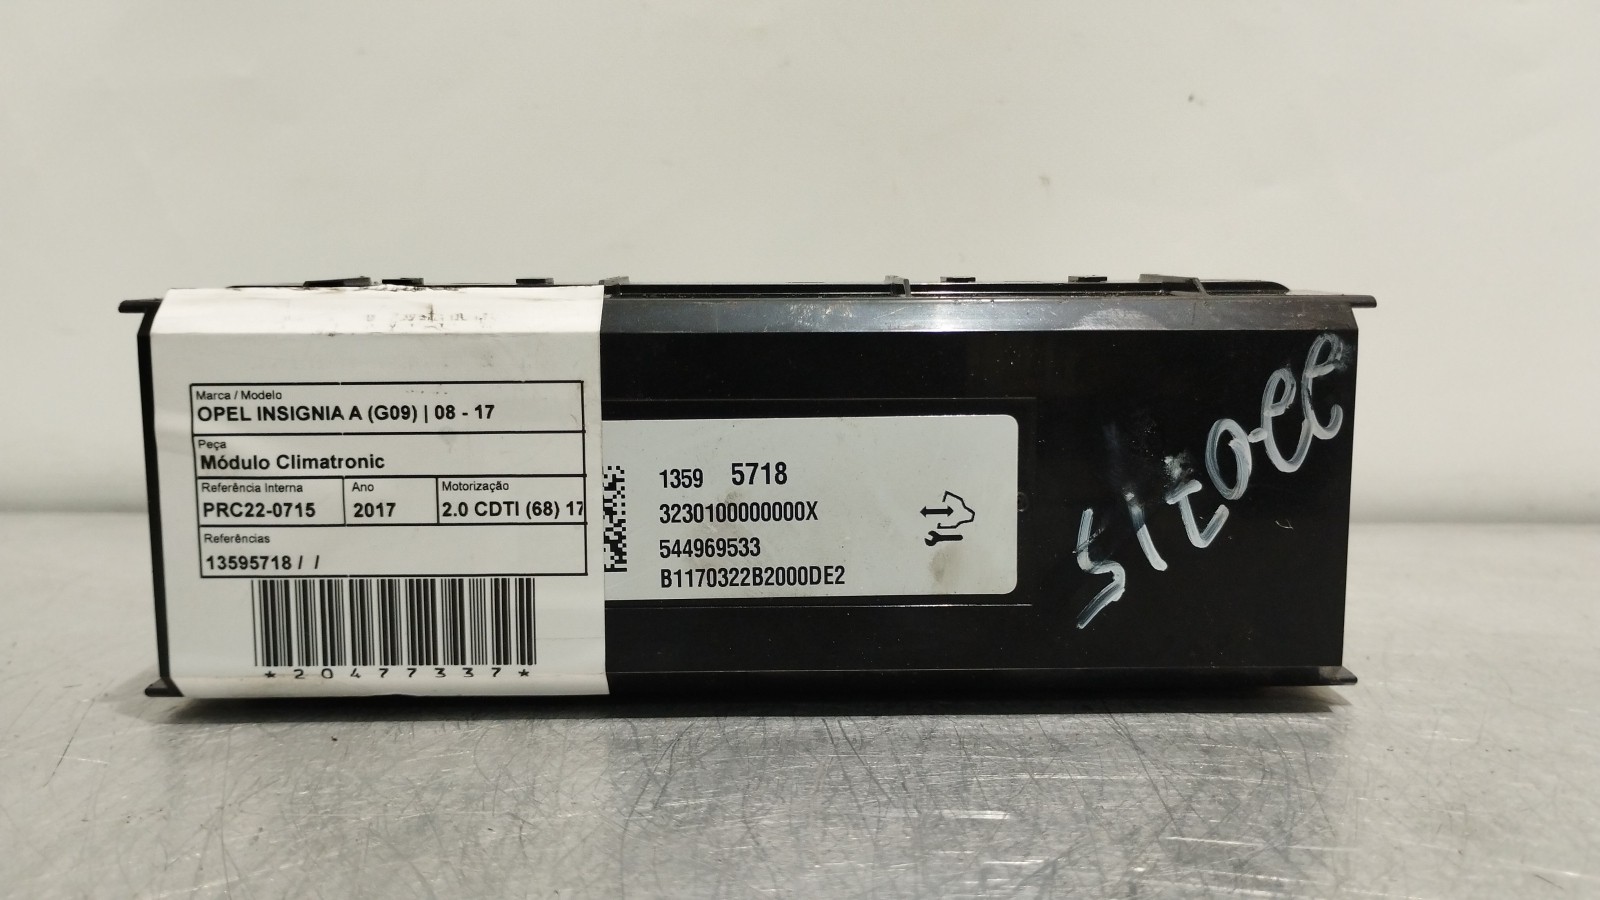 Marca / Modelo
OPEL INSIGNIA A (G09) | 08 - 17
Peça
Módulo Climatronic
Referência Interna
PRC22-0715
Ano
2017
Motorização
2.0 CDTI (68) 17
Referências
13595718 / /
*20477337*
1359 5718
3230100000000X
544969533
B1170322B2000DE2